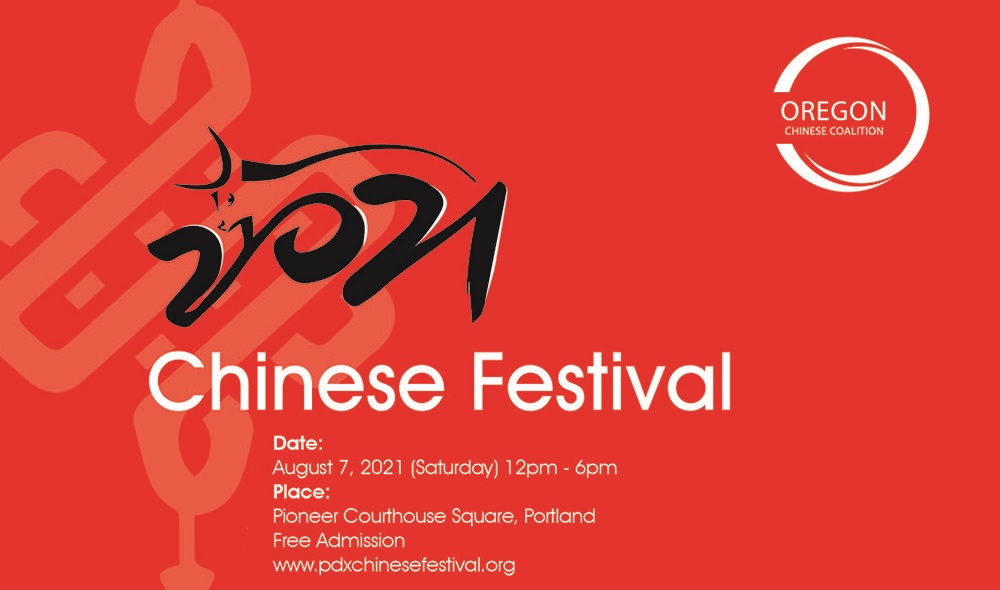 OREGON
CHINESE COALITION
2021
Chinese Festival
Date:
August 7, 2021 (Saturday) 12pm - 6pm
Place:
Pioneer Courthouse Square, Portland
Free Admission
www.pdxchinesefestival.org